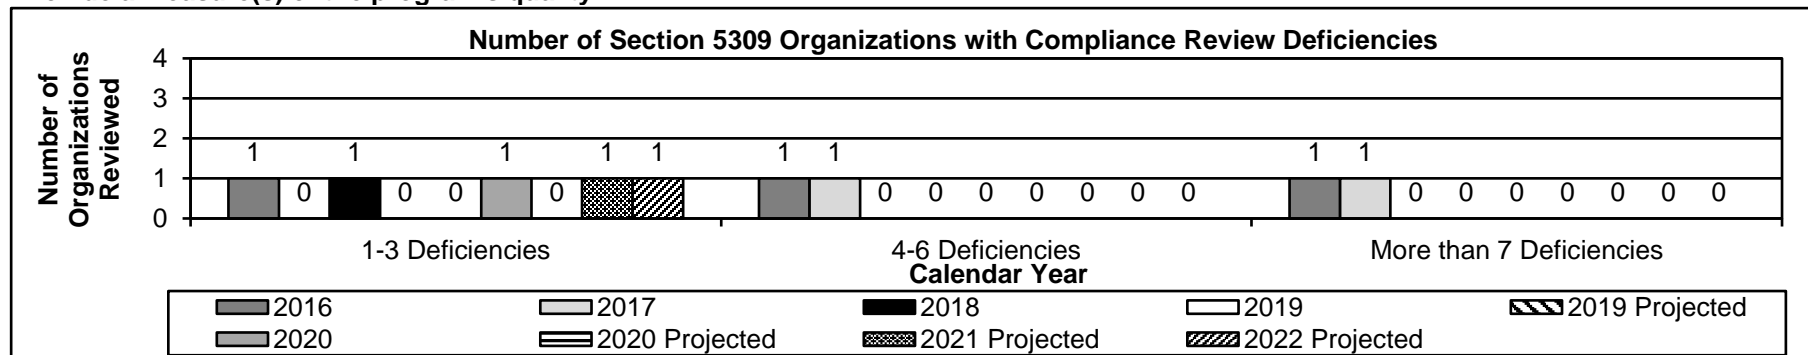 Number of Section 5309 Organizations with Compliance Review Deficiencies
Number of
Organizations
Reviewed
4
3
2
1
0
1 0 1 0 0 1 0 1 1
1 1 0 0 0 0 0 0 0
1 1 0 0 0 0 0 0 0
1-3 Deficiencies
4-6 Deficiencies
More than 7 Deficiencies
Calendar Year
2016 2017 2018 2019 2019 Projected
2020 2020 Projected 2021 Projected 2022 Projected